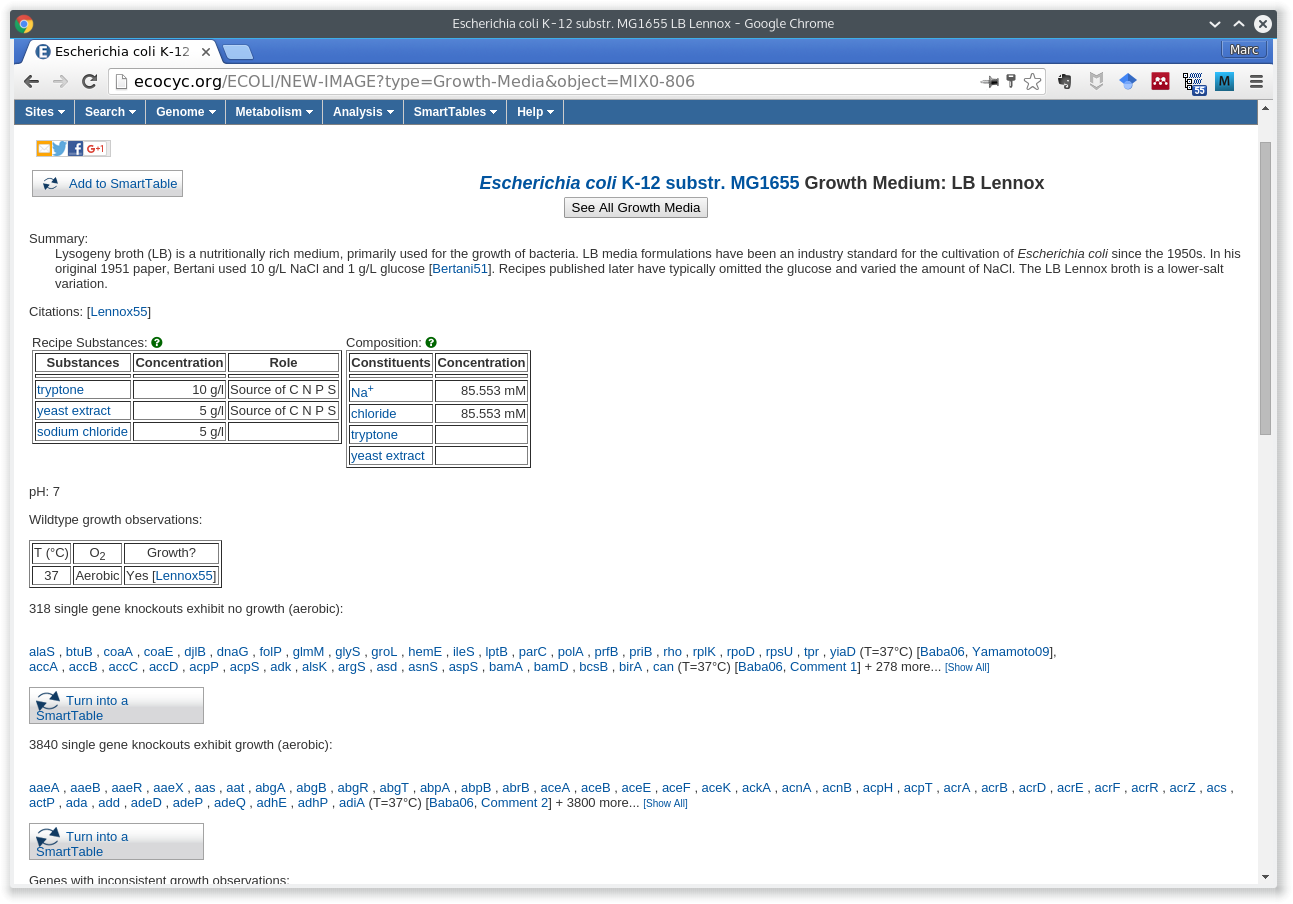 Escherichia coli K-12 substr. MG1655 LB Lennox - Google Chrome
Escherichia coli K-12
Marc
ecocyc.org/ECOLI/NEW-IMAGE?type=Growth-Media&object=MIX0-806
55
M
Sites Search Genome Metabolism Analysis SmartTables Help
G+1
Add to SmartTable
Escherichia coli K-12 substr. MG1655 Growth Medium: LB Lennox
See All Growth Media
Summary:
Lysogeny broth (LB) is a nutritionally rich medium, primarily used for the growth of bacteria. LB media formulations have been an industry standard for the cultivation of Escherichia coli since the 1950s. In his
original 1951 paper, Bertani used 10 g/L NaCl and 1 g/L glucose [Bertani51]. Recipes published later have typically omitted the glucose and varied the amount of NaCl. The LB Lennox broth is a lower-salt
variation.
Citations: [Lennox55]
Recipe Substances: ?
Substances Concentration Role
tryptone 10 g/l Source of C N P S
yeast extract 5 g/l Source of C N P S
sodium chloride 5 g/l
Composition: ?
Constituents Concentration
Na+ 85.553 mM
chloride 85.553 mM
tryptone
yeast extract
pH: 7
Wildtype growth observations:
T (°C) O2 Growth?
37 Aerobic Yes [Lennox55]
318 single gene knockouts exhibit no growth (aerobic):
alaS , btuB , coaA , coaE , djlB , dnaG , folP , glmM , glyS , groL , hemE , ileS , lptB , parC , polA , prfB , priB , rho , rplK , rpoD , rpsU , tpr , yiaD (T=37°C) [Baba06, Yamamoto09],
accA , accB , accC , accD , acpP , acpS , adk , alsK , argS , asd , asnS , aspS , bamA , bamD , bcsB , birA , can (T=37°C) [Baba06, Comment 1] + 278 more... [Show All]
Turn into a
SmartTable
3840 single gene knockouts exhibit growth (aerobic):
aaeA , aaeB , aaeR , aaeX , aas , aat , abgA , abgB , abgR , abgT , abpA , abpB , abrB , aceA , aceB , aceE , aceF , aceK , ackA , acnA , acnB , acpH , acpT , acrA , acrB , acrD , acrE , acrF , acrR , acrZ , acs ,
actP , ada , add , adeD , adeP , adeQ , adhE , adhP , adiA (T=37°C) [Baba06, Comment 2] + 3800 more... [Show All]
Turn into a
SmartTable
Genes with inconsistent growth observations: